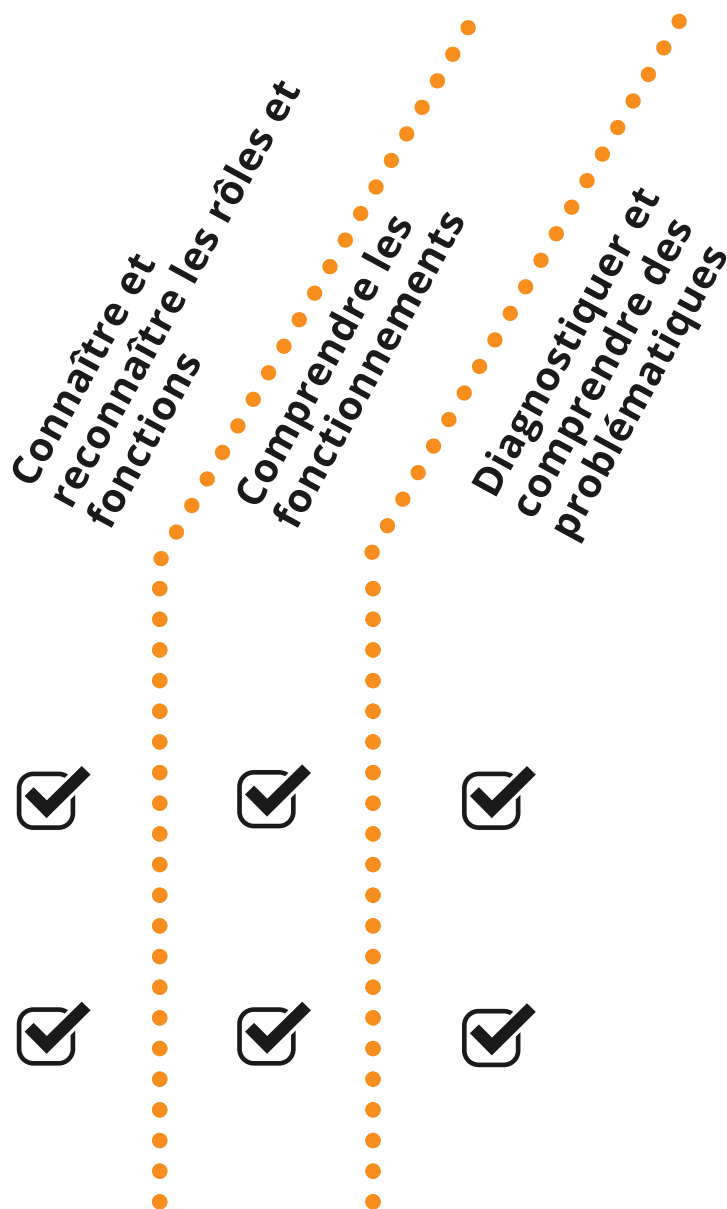 Connaître et
reconnaître les rôles et
fonctions
Comprendre les
fonctionnements
Diagnostiquer et
comprendre des
problématiques